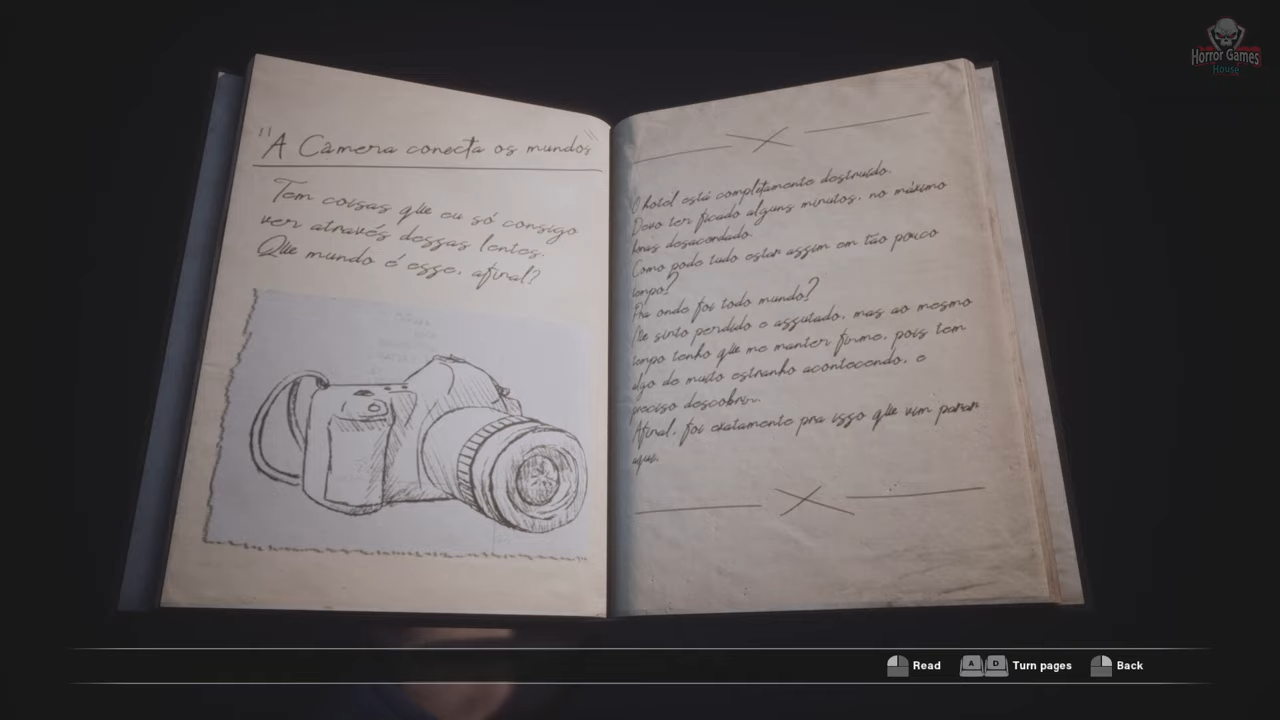 Horror Games
House
"A Câmera conecta os mundos
Tem coisas que eu só consigo
ver através dessas lentes.
Que mundo é esse, afinal?
O hotel está completamente destruído.
Devo ter ficado alguns minutos, no máximo
horas desacordado.
Como pode tudo estar assim em tão pouco
tempo?
Pra onde foi todo mundo?
Me sinto perdido e assutado, mas ao mesmo
tempo tenho que me manter firme, pois tem
algo de muito estranho acontecendo, e
preciso descobrir.
Afinal, foi exatamente pra isso que vim parar
aqui.
Read
A D Turn pages
Back